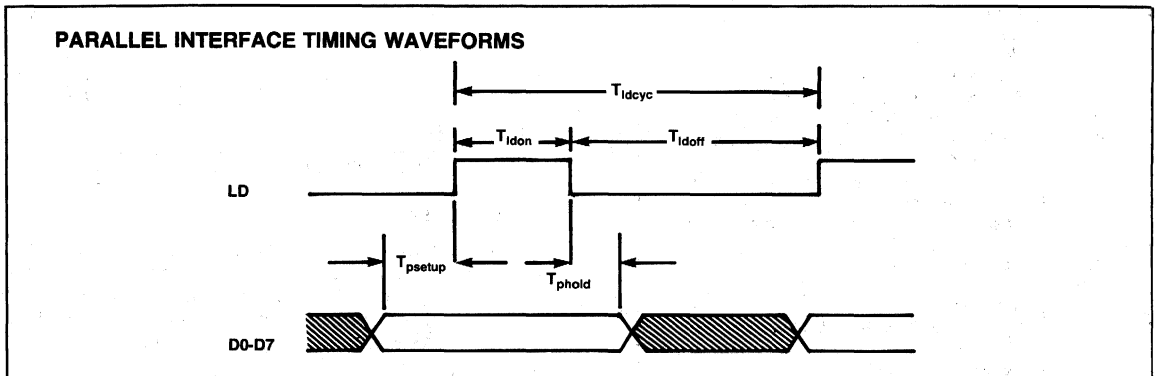 PARALLEL INTERFACE TIMING WAVEFORMS
Tldcyc
Tldon
Tldoff
LD
Tpsetup
Tphold
D0-D7